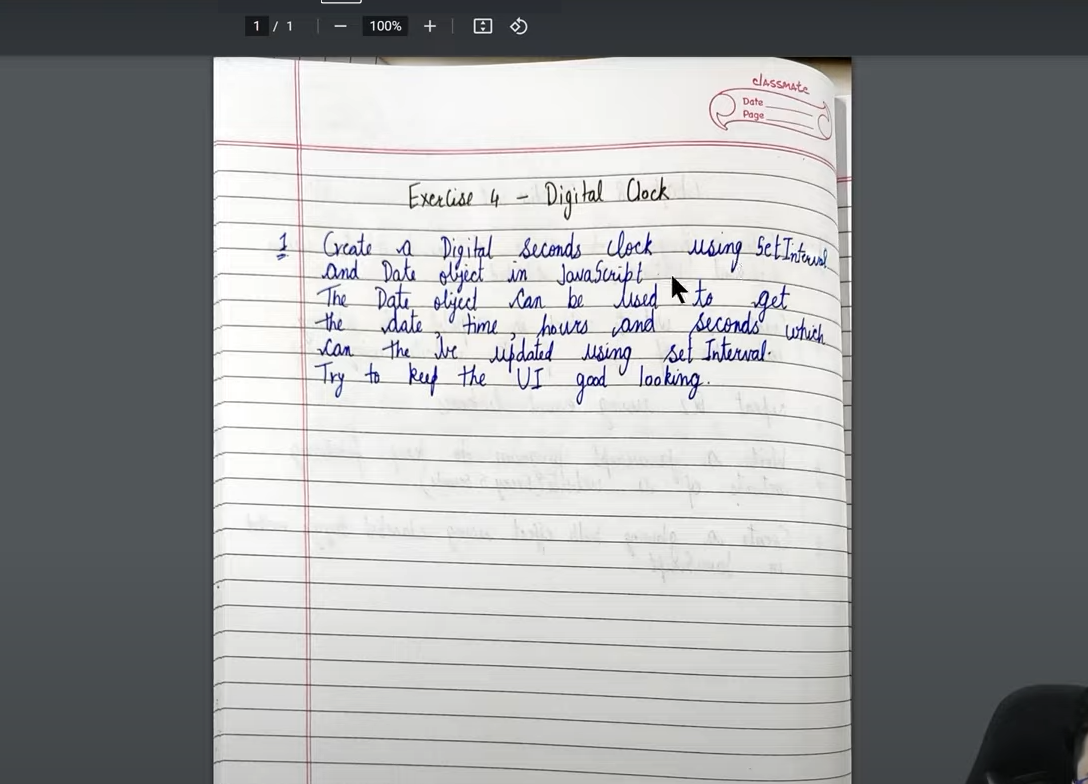 1 / 1
100%
classmate
Date
Page
Exercise 4 - Digital Clock
1 Create a Digital seconds clock using SetInterval
and Date object in JavaScript
The Date object can be used to get
the date, time, hours and seconds which
can the be updated using set Interval.
Try to keep the UI good looking.